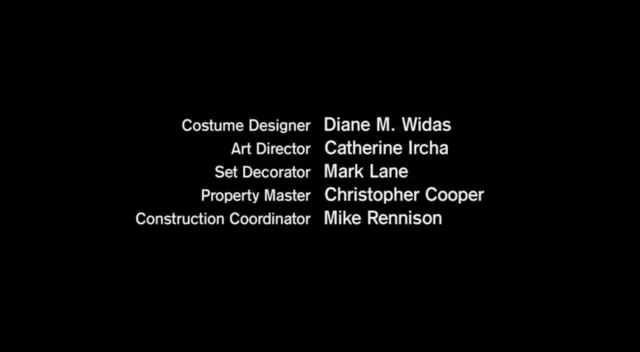 Costume Designer Diane M. Widas
Art Director Catherine Ircha
Set Decorator Mark Lane
Property Master Christopher Cooper
Construction Coordinator Mike Rennison